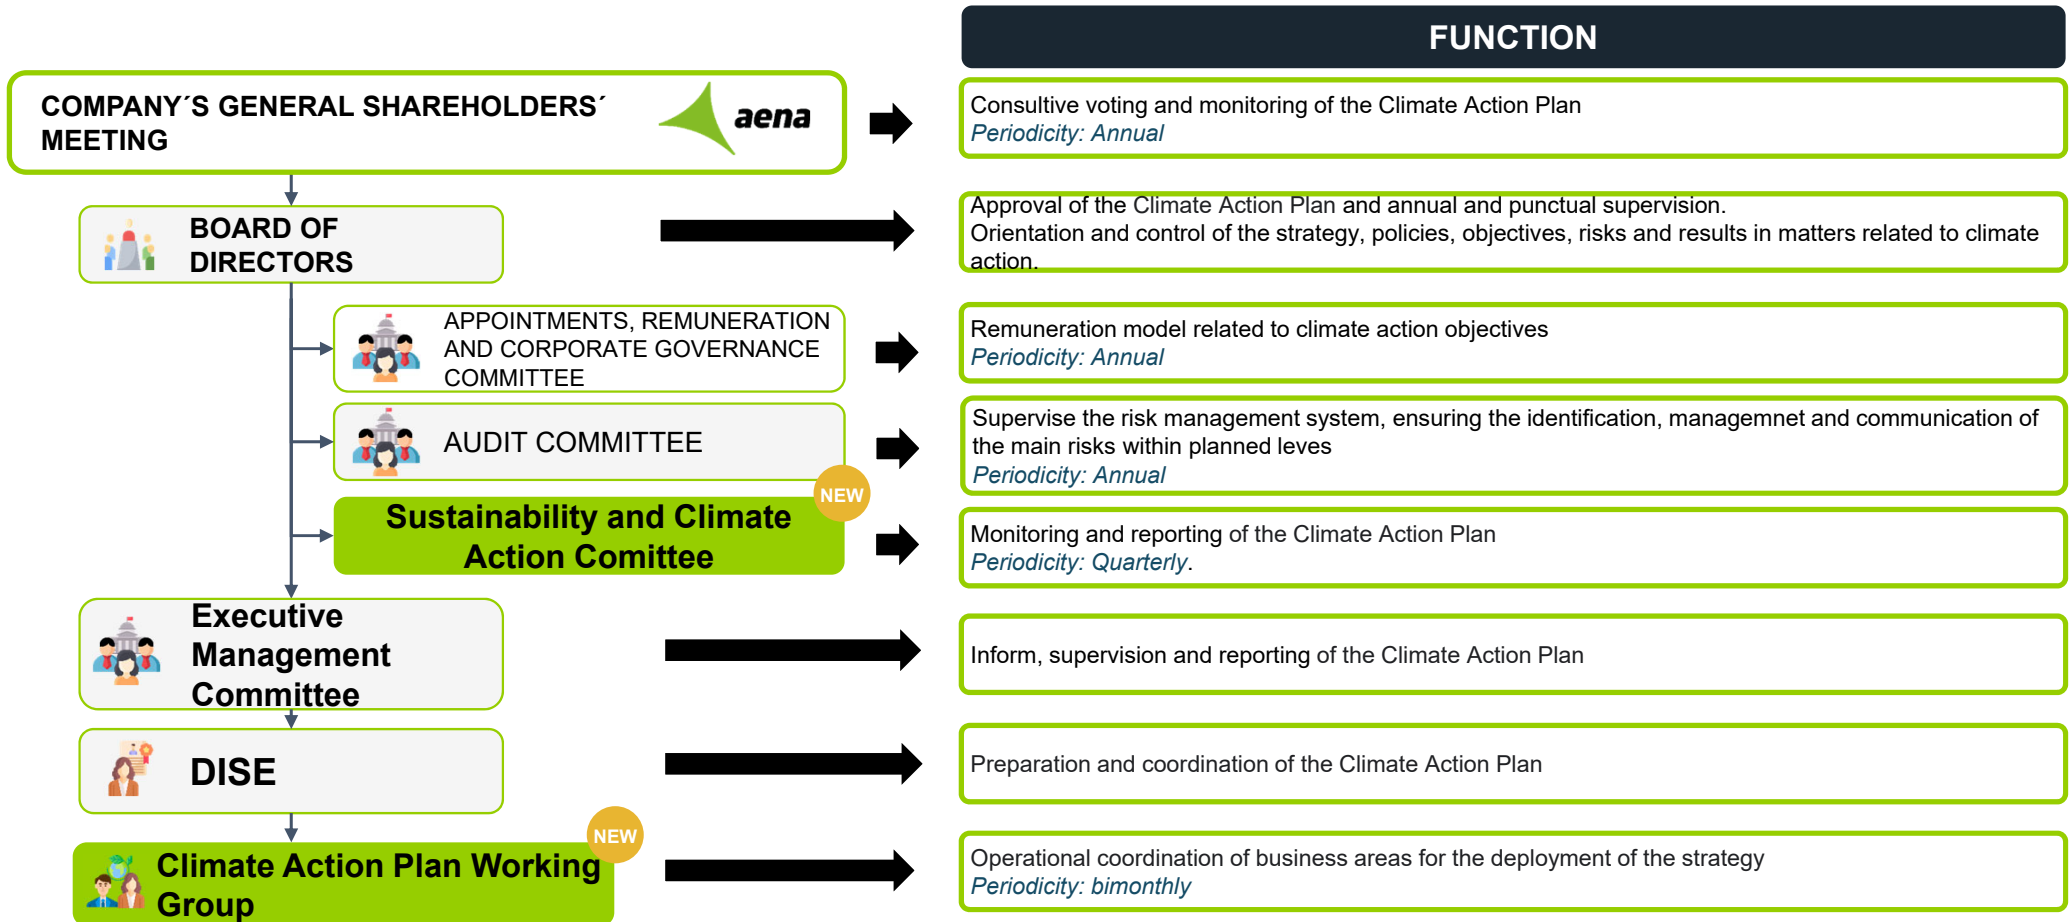 FUNCTION
COMPANY´S GENERAL SHAREHOLDERS´
MEETING
aena
Consultive voting and monitoring of the Climate Action Plan
Periodicity: Annual
BOARD OF
DIRECTORS
Approval of the Climate Action Plan and annual and punctual supervision.
Orientation and control of the strategy, policies, objectives, risks and results in matters related to climate
action.
APPOINTMENTS, REMUNERATION
AND CORPORATE GOVERNANCE
COMMITTEE
Remuneration model related to climate action objectives
Periodicity: Annual
AUDIT COMMITTEE
Supervise the risk management system, ensuring the identification, managemnet and communication of
the main risks within planned leves
Periodicity: Annual
NEW
Sustainability and Climate
Action Comittee
Monitoring and reporting of the Climate Action Plan
Periodicity: Quarterly.
Executive
Management
Committee
Inform, supervision and reporting of the Climate Action Plan
DISE
Preparation and coordination of the Climate Action Plan
NEW
Climate Action Plan Working
Group
Operational coordination of business areas for the deployment of the strategy
Periodicity: bimonthly